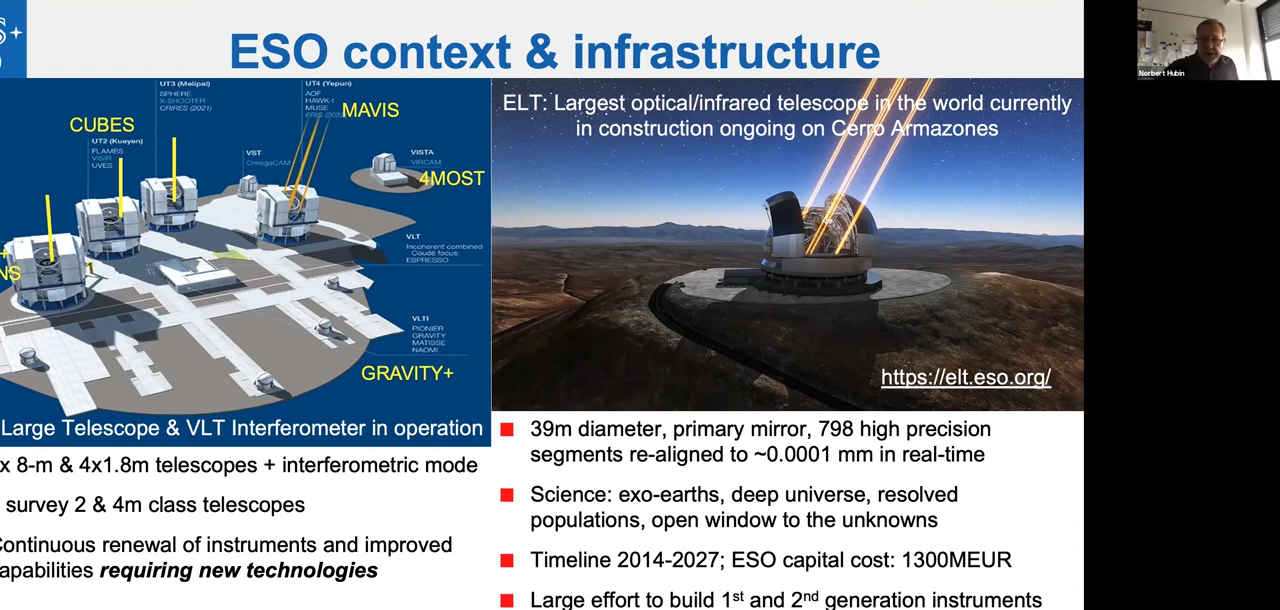 ESO context & infrastructure
Norbert Hubin
UT3 (Melipal)
SPHERE
X-SHOOTER
CRIRES (2021)
UT4 (Yepun)
AOF
HAWK-I
MUSE
MAVIS
CUBES
UT2 (Kueyen)
FLAMES
VISIR
UVES
VST
OmegaCAM
VISTA
VIRCAM
4MOST
VLT
Incoherent combined
Coudé focus:
ESPRESSO
VLTI
PIONIER
GRAVITY
MATISSE
NAOMI
GRAVITY+
Large Telescope & VLT Interferometer in operation
x 8-m & 4x1.8m telescopes + interferometric mode
survey 2 & 4m class telescopes
Continuous renewal of instruments and improved
apabilities requiring new technologies
ELT: Largest optical/infrared telescope in the world currently
in construction ongoing on Cerro Armazones
https://elt.eso.org/
39m diameter, primary mirror, 798 high precision
segments re-aligned to ~0.0001 mm in real-time
Science: exo-earths, deep universe, resolved
populations, open window to the unknowns
Timeline 2014-2027; ESO capital cost: 1300MEUR
Large effort to build 1st and 2nd generation instruments